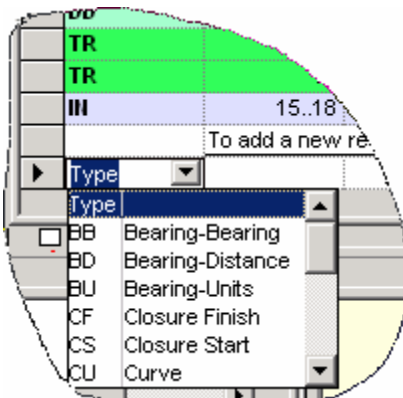 TR
TR
IN 15..18
To add a new re
Type
Type
BB Bearing-Bearing
BD Bearing-Distance
BU Bearing-Units
CF Closure Finish
CS Closure Start
CU Curve